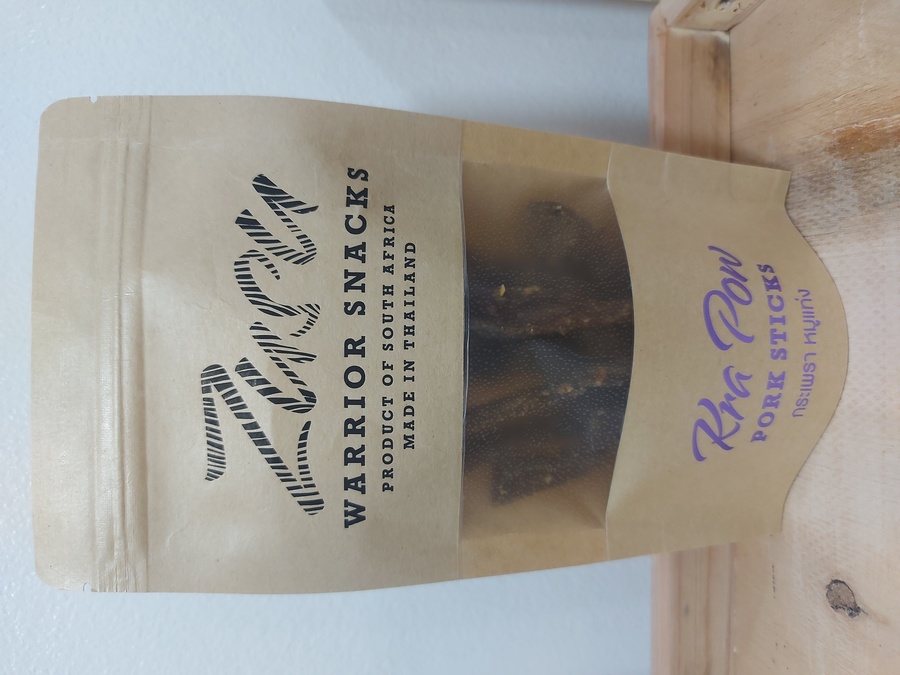 WARRIOR SNACKS
PRODUCT OF SOUTH AFRICA
MADE IN THAILAND
Kra Pow
PORK STICKS
กระเพรา หมูแท่ง